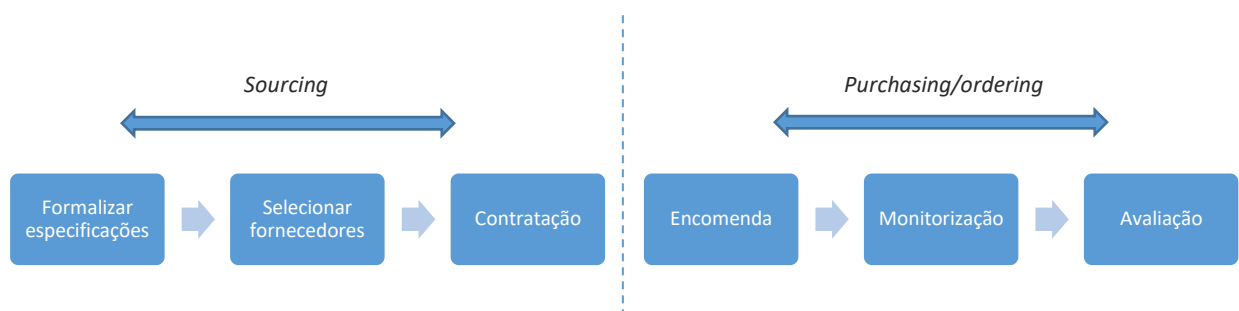 Sourcing
Purchasing/ordering
Formalizar
especificações
Selecionar
fornecedores
Contratação
Encomenda
Monitorização
Avaliação